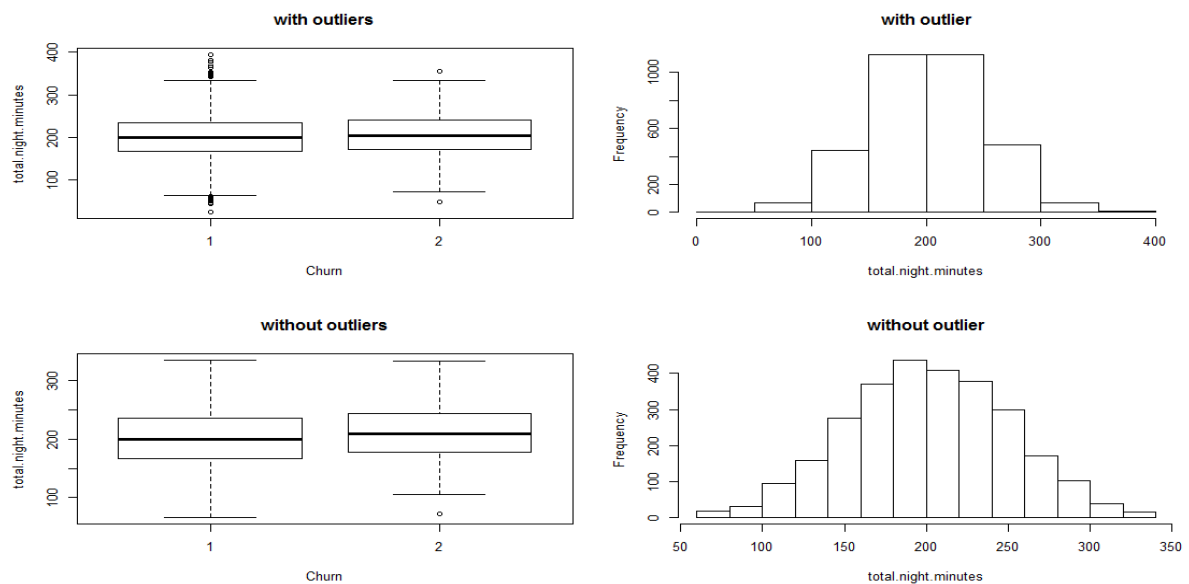 with outliers
total.night.minutes
400
300
200
100
1 2
Churn
with outlier
Frequency
1000
600
200
0
0 100 200 300 400
total.night.minutes
without outliers
total.night.minutes
300
200
100
1 2
Churn
without outlier
Frequency
400
300
200
100
0
50 100 150 200 250 300 350
total.night.minutes